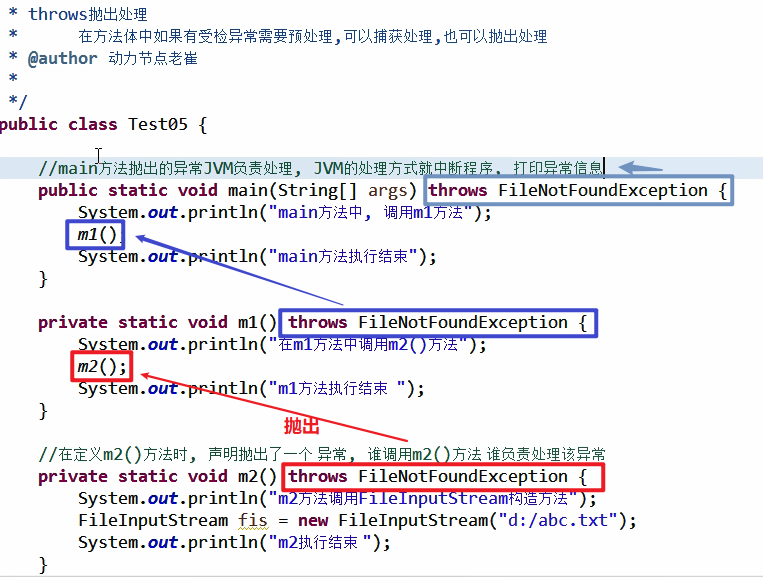 * throws抛出处理
* 在方法体中如果有受检异常需要预处理,可以捕获处理,也可以抛出处理
* @author 动力节点老崔
*
*/
public class Test05 {
//main方法抛出的异常JVM负责处理, JVM的处理方式就中断程序, 打印异常信息
public static void main(String[] args) throws FileNotFoundException {
System.out.println("main方法中, 调用m1方法");
m1()
System.out.println("main方法执行结束");
}
private static void m1() throws FileNotFoundException {
System.out.println("在m1方法中调用m2()方法");
m2();
System.out.println("m1方法执行结束 ");
}
抛出
//在定义m2()方法时, 声明抛出了一个 异常, 谁调用m2()方法 谁负责处理该异常
private static void m2() throws FileNotFoundException {
System.out.println("m2方法调用FileInputStream构造方法");
FileInputStream fis = new FileInputStream("d:/abc.txt");
System.out.println("m2执行结束 ");
}